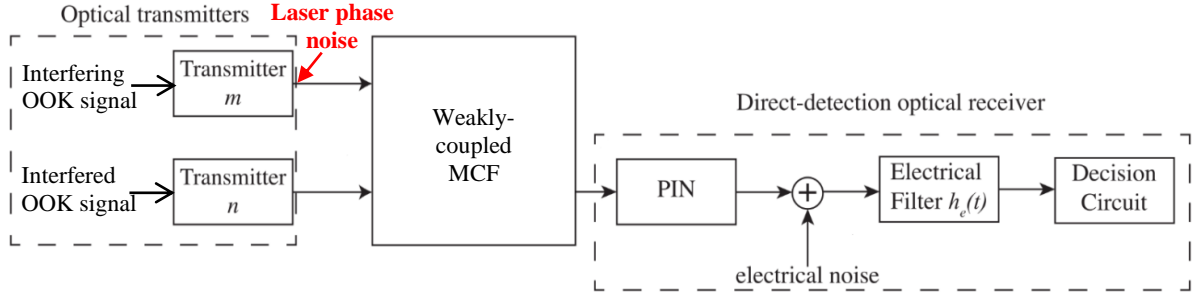 Optical transmitters
Laser phase
noise
Interfering
OOK signal
Transmitter
m
Interfered
OOK signal
Transmitter
n
Weakly-
coupled
MCF
Direct-detection optical receiver
PIN
+
electrical noise
Electrical
Filter h_e(t)
Decision
Circuit